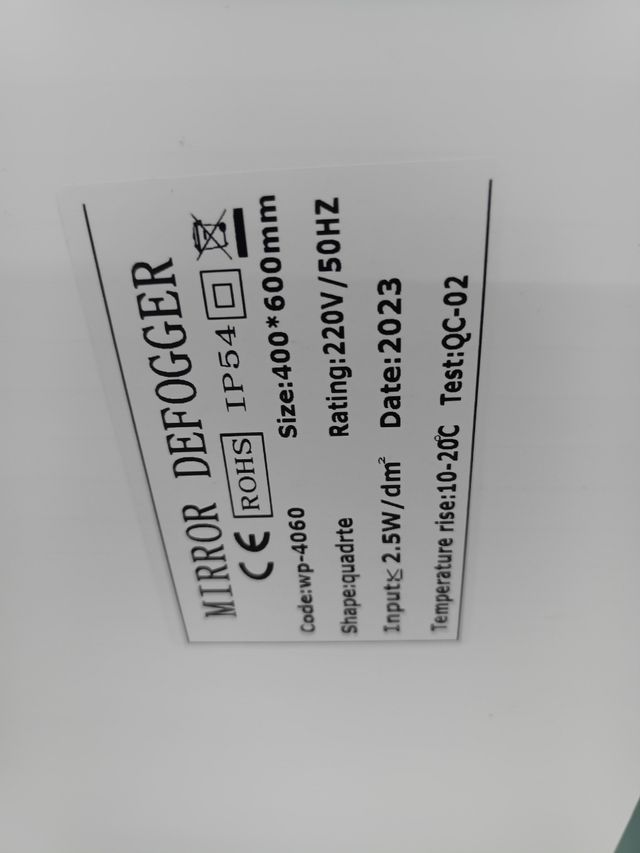 MIRROR DEFOGGER
CE ROHS IP54
Code:wp-4060 Size:400*600mm
Shape:quadrte Rating:220V/50HZ
Input≤2.5W/dm² Date:2023
Temperature rise:10-20℃ Test:QC-02